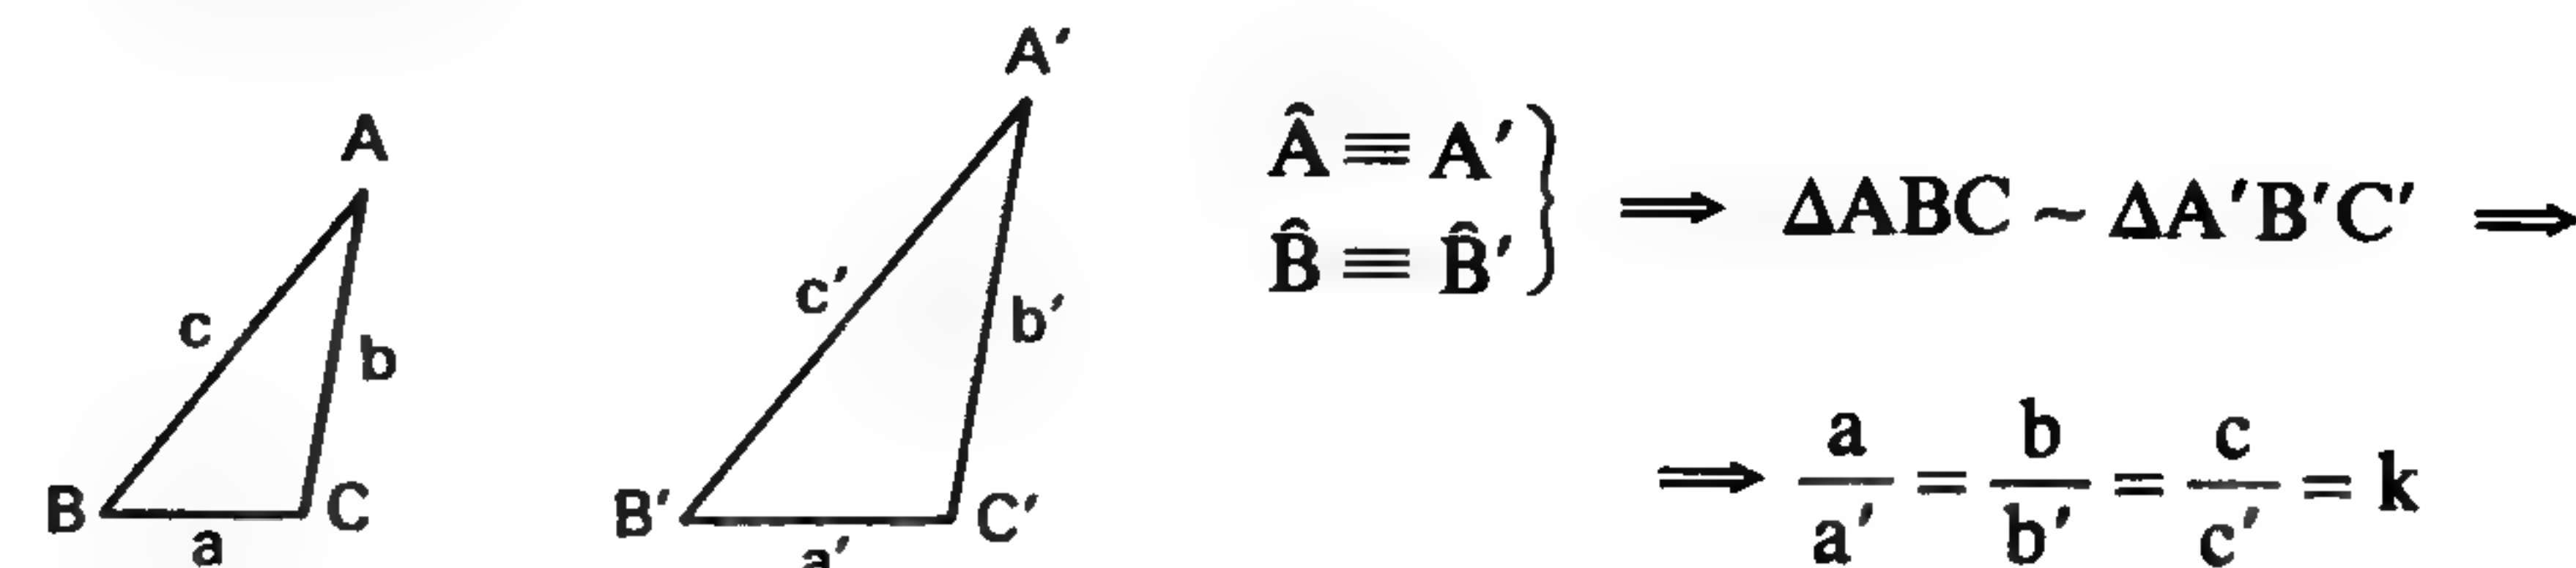 A
c
b
B
C
a
A′
c′
b′
B′
C′
a′
Â ≡ A′
B̂ ≡ B̂′
} ⟹ ΔABC ~ ΔA′B′C′ ⟹
⟹ a/a′ = b/b′ = c/c′ = k